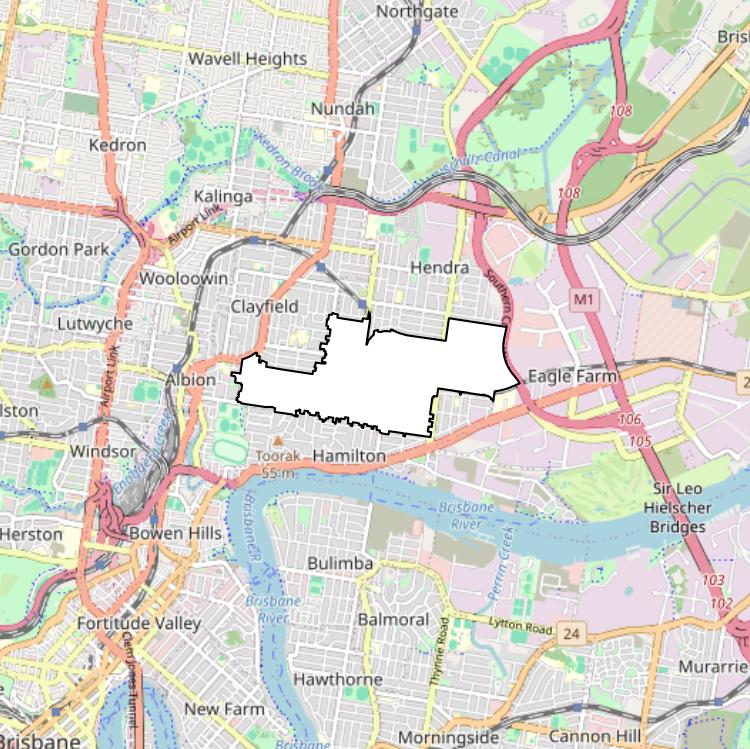 Northgate
Brisl
Wavell Heights
Nundah
108
Kedron
Kedron Brook
Schulz Canal
108
Kalinga
Airport Link
Gordon Park
Hendra
Wooloowin
M1
Clayfield
Southern C
Lutwyche
Airport Link
Albion
Eagle Farm
2
lston
106
105
Windsor
Toorak
55 m
Hamilton
Enoggera Creek
Sir Leo
Hielscher
Bridges
Brisbane
River
Brisbane R
Herston
Bowen Hills
Perrin Creek
Bulimba
103
102
Brisbane
River
Fortitude Valley
Balmoral
Lytton Road
24
Thynne Road
Clem Jones Tunnel
Murarrie
Hawthorne
New Farm
Brisbane
Morningside
Cannon Hill
Brisbane